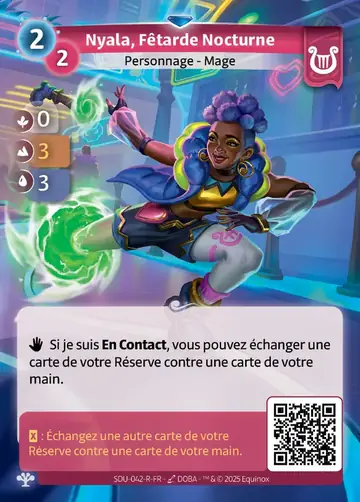 2
2
Nyala, Fêtarde Nocturne
Personnage - Mage
0
3
3
Si je suis En Contact, vous pouvez échanger une
carte de votre Réserve contre une carte de votre
main.
X : Échangez une autre carte de votre
Réserve contre une carte de votre main.
SDU-042-R-FR - DOBA - ™ & © 2025 Equinox